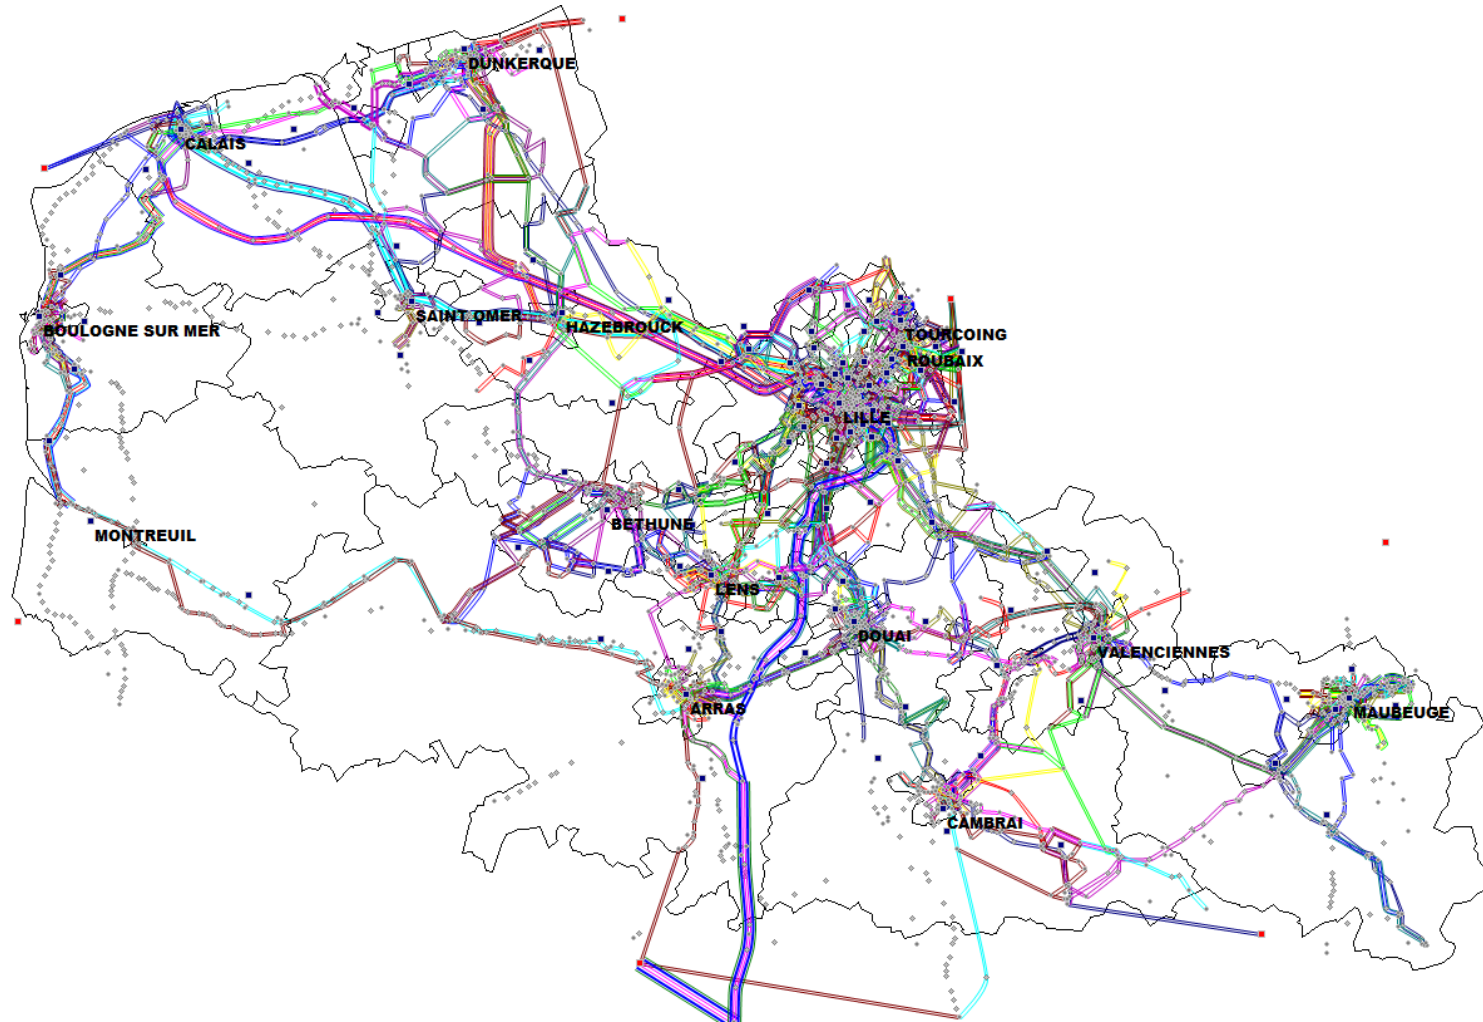 DUNKERQUE
CALAIS
SAINT OMER
HAZEBROUCK
BOULOGNE SUR MER
TOURCOING
ROUBAIX
LILLE
BETHUNE
MONTREUIL
LENS
DOUAI
VALENCIENNES
ARRAS
MAUBEUGE
CAMBRAI